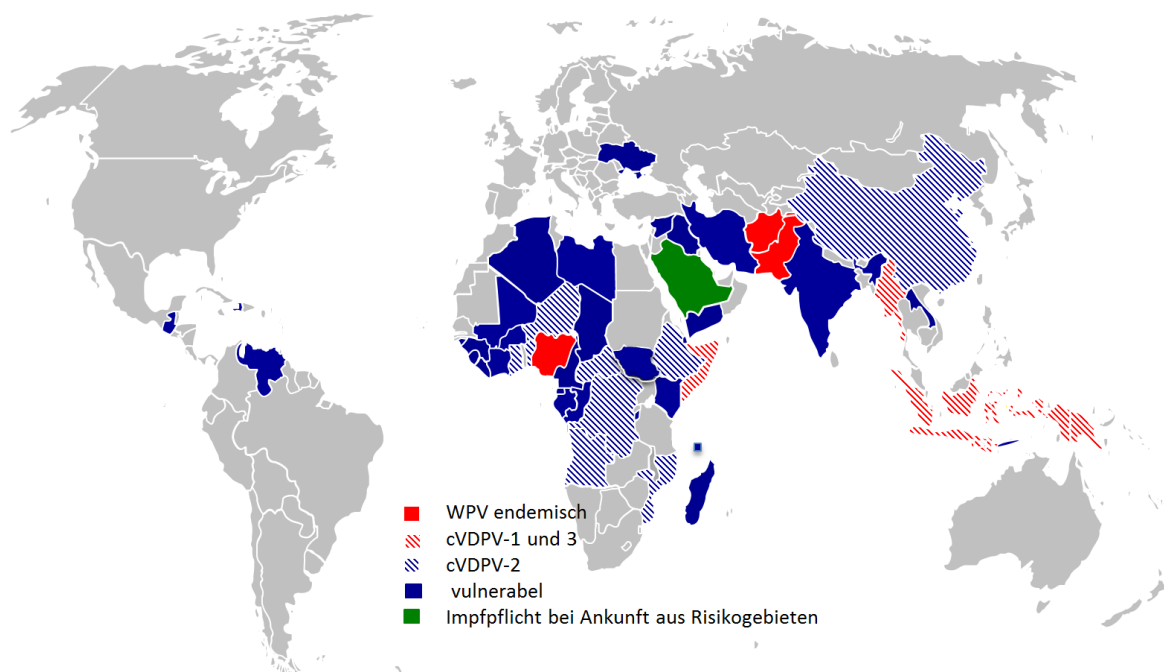 WPV endemisch
cVDPV-1 und 3
cVDPV-2
vulnerabel
Impfpflicht bei Ankunft aus Risikogebieten